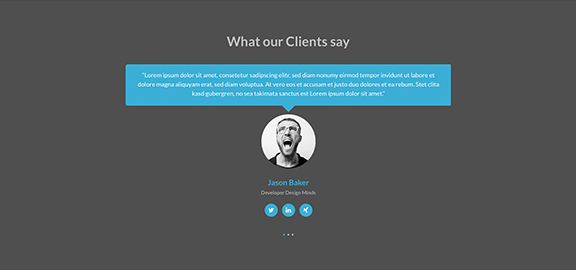 What our Clients say
"Lorem ipsum dolor sit amet, consetetur sadipscing elitr, sed diam nonumy eirmod tempor invidunt ut labore et
dolore magna aliquyam erat, sed diam voluptua. At vero eos et accusam et justo duo dolores et ea rebum. Stet clita
kasd gubergren, no sea takimata sanctus est Lorem ipsum dolor sit amet."
Jason Baker
Developer Design Minds